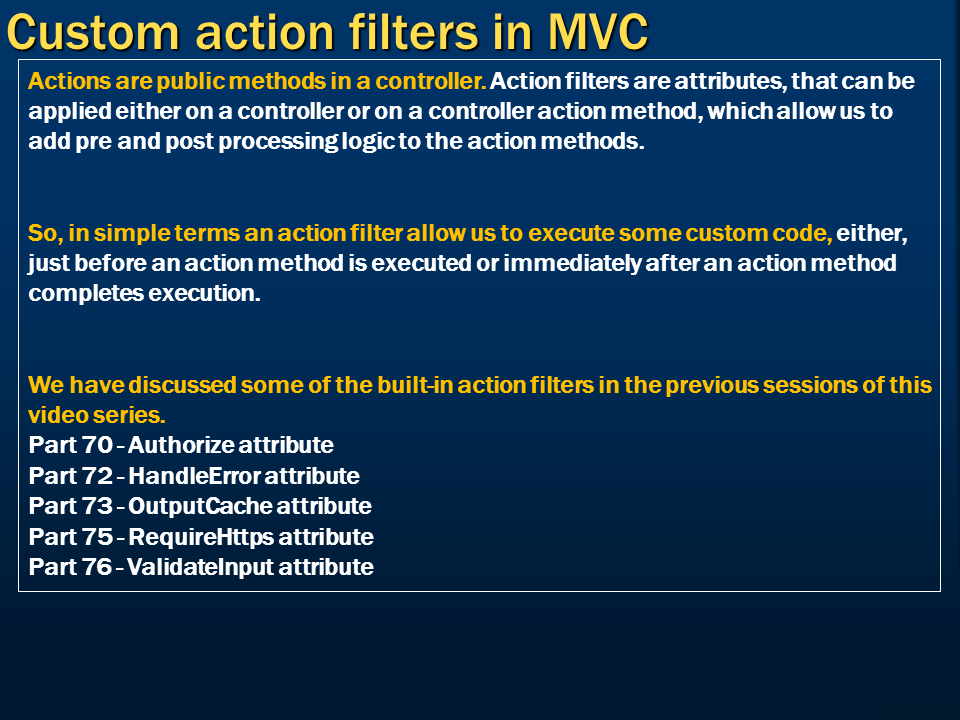 Custom action filters in MVC
Actions are public methods in a controller. Action filters are attributes, that can be
applied either on a controller or on a controller action method, which allow us to
add pre and post processing logic to the action methods.
So, in simple terms an action filter allow us to execute some custom code, either,
just before an action method is executed or immediately after an action method
completes execution.
We have discussed some of the built-in action filters in the previous sessions of this
video series.
Part 70 - Authorize attribute
Part 72 - HandleError attribute
Part 73 - OutputCache attribute
Part 75 - RequireHttps attribute
Part 76 - ValidateInput attribute